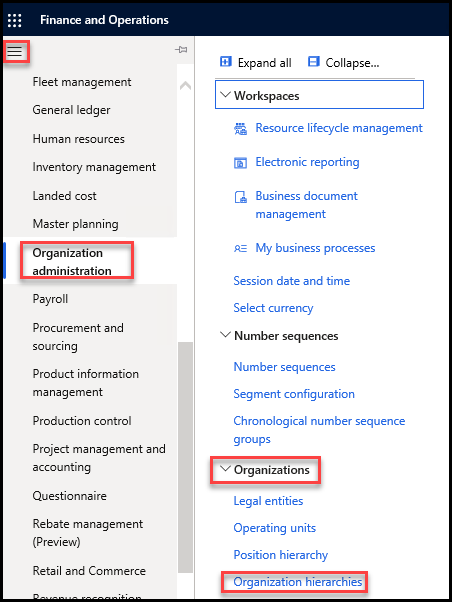 Finance and Operations
Fleet management
General ledger
Human resources
Inventory management
Landed cost
Master planning
Organization
administration
Payroll
Procurement and
sourcing
Product information
management
Production control
Project management and
accounting
Questionnaire
Rebate management
(Preview)
Retail and Commerce
Revenue recognition
Expand all
Collapse...
Workspaces
Resource lifecycle management
Electronic reporting
Business document
management
My business processes
Session date and time
Select currency
Number sequences
Number sequences
Segment configuration
Chronological number sequence
groups
Organizations
Legal entities
Operating units
Position hierarchy
Organization hierarchies